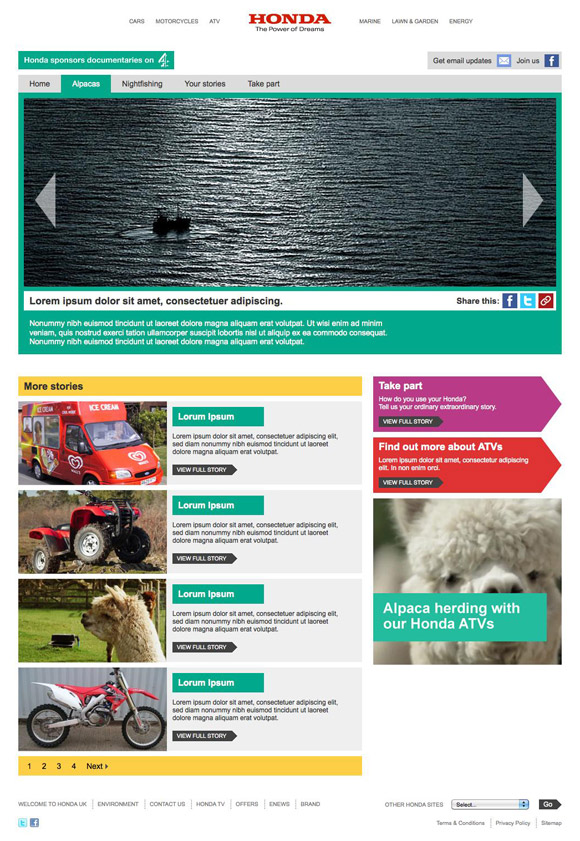 CARS MOTORCYCLES ATV
HONDA
The Power of Dreams
MARINE LAWN & GARDEN ENERGY
Honda sponsors documentaries on 4
Get email updates Join us
Home Alpacas Nightfishing Your stories Take part
Lorem ipsum dolor sit amet, consectetuer adipiscing.
Share this:
Nonummy nibh euismod tincidunt ut laoreet dolore magna aliquam erat volutpat. Ut wisi enim ad minim
veniam, quis nostrud exerci tation ullamcorper suscipit lobortis nisl ut aliquip ex ea commodo consequat.
Nonummy nibh euismod tincidunt ut laoreet dolore magna aliquam erat volutpat.
More stories
ICE CREAM
ICE CREAM
Lorum Ipsum
Lorem ipsum dolor sit amet, consectetuer adipiscing elit,
sed diam nonummy nibh euismod tincidunt ut laoreet
dolore magna aliquam erat volutpat.
VIEW FULL STORY
Lorum Ipsum
Lorem ipsum dolor sit amet, consectetuer adipiscing elit,
sed diam nonummy nibh euismod tincidunt ut laoreet
dolore magna aliquam erat volutpat.
VIEW FULL STORY
Lorum Ipsum
Lorem ipsum dolor sit amet, consectetuer adipiscing elit,
sed diam nonummy nibh euismod tincidunt ut laoreet
dolore magna aliquam erat volutpat.
VIEW FULL STORY
Lorum Ipsum
Lorem ipsum dolor sit amet, consectetuer adipiscing elit,
sed diam nonummy nibh euismod tincidunt ut laoreet
dolore magna aliquam erat volutpat.
VIEW FULL STORY
1 2 3 4 Next
Take part
How do you use your Honda?
Tell us your ordinary extraordinary story.
VIEW FULL STORY
Find out more about ATVs
Lorem ipsum dolor sit amet, consectetuer adipiscing
elit. In non enim orci.
VIEW FULL STORY
Alpaca herding with
our Honda ATVs
WELCOME TO HONDA UK ENVIRONMENT CONTACT US HONDA TV OFFERS ENEWS BRAND
OTHER HONDA SITES Select... Go
Terms & Conditions Privacy Policy Sitemap